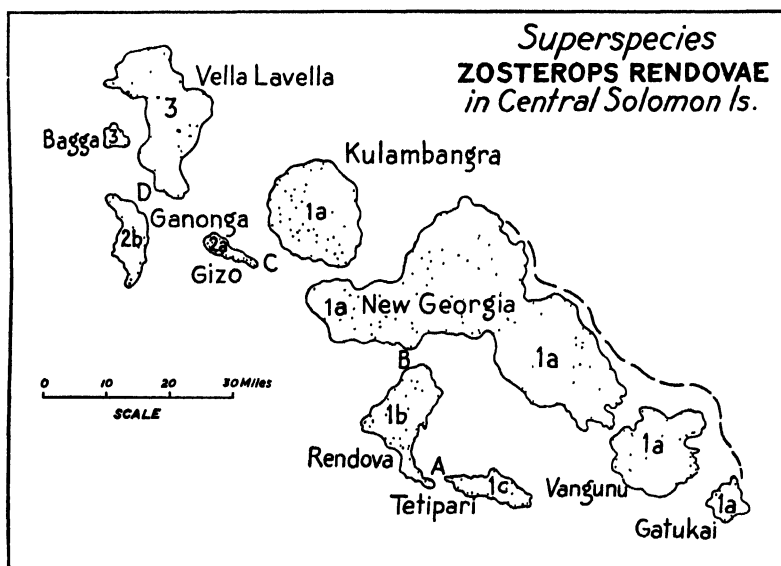 Superspecies
ZOSTEROPS RENDOVAE
in Central Solomon Is.
Vella Lavella
3
Bagga 3
Kulambangra
D
1a
Ganonga
2b
2a
Gizo
C
1a New Georgia
1a
B
0 10 20 30 Miles
SCALE
1b
1a
Rendova
A
1c
Tetipari
Vangunu
1a
Gatukai